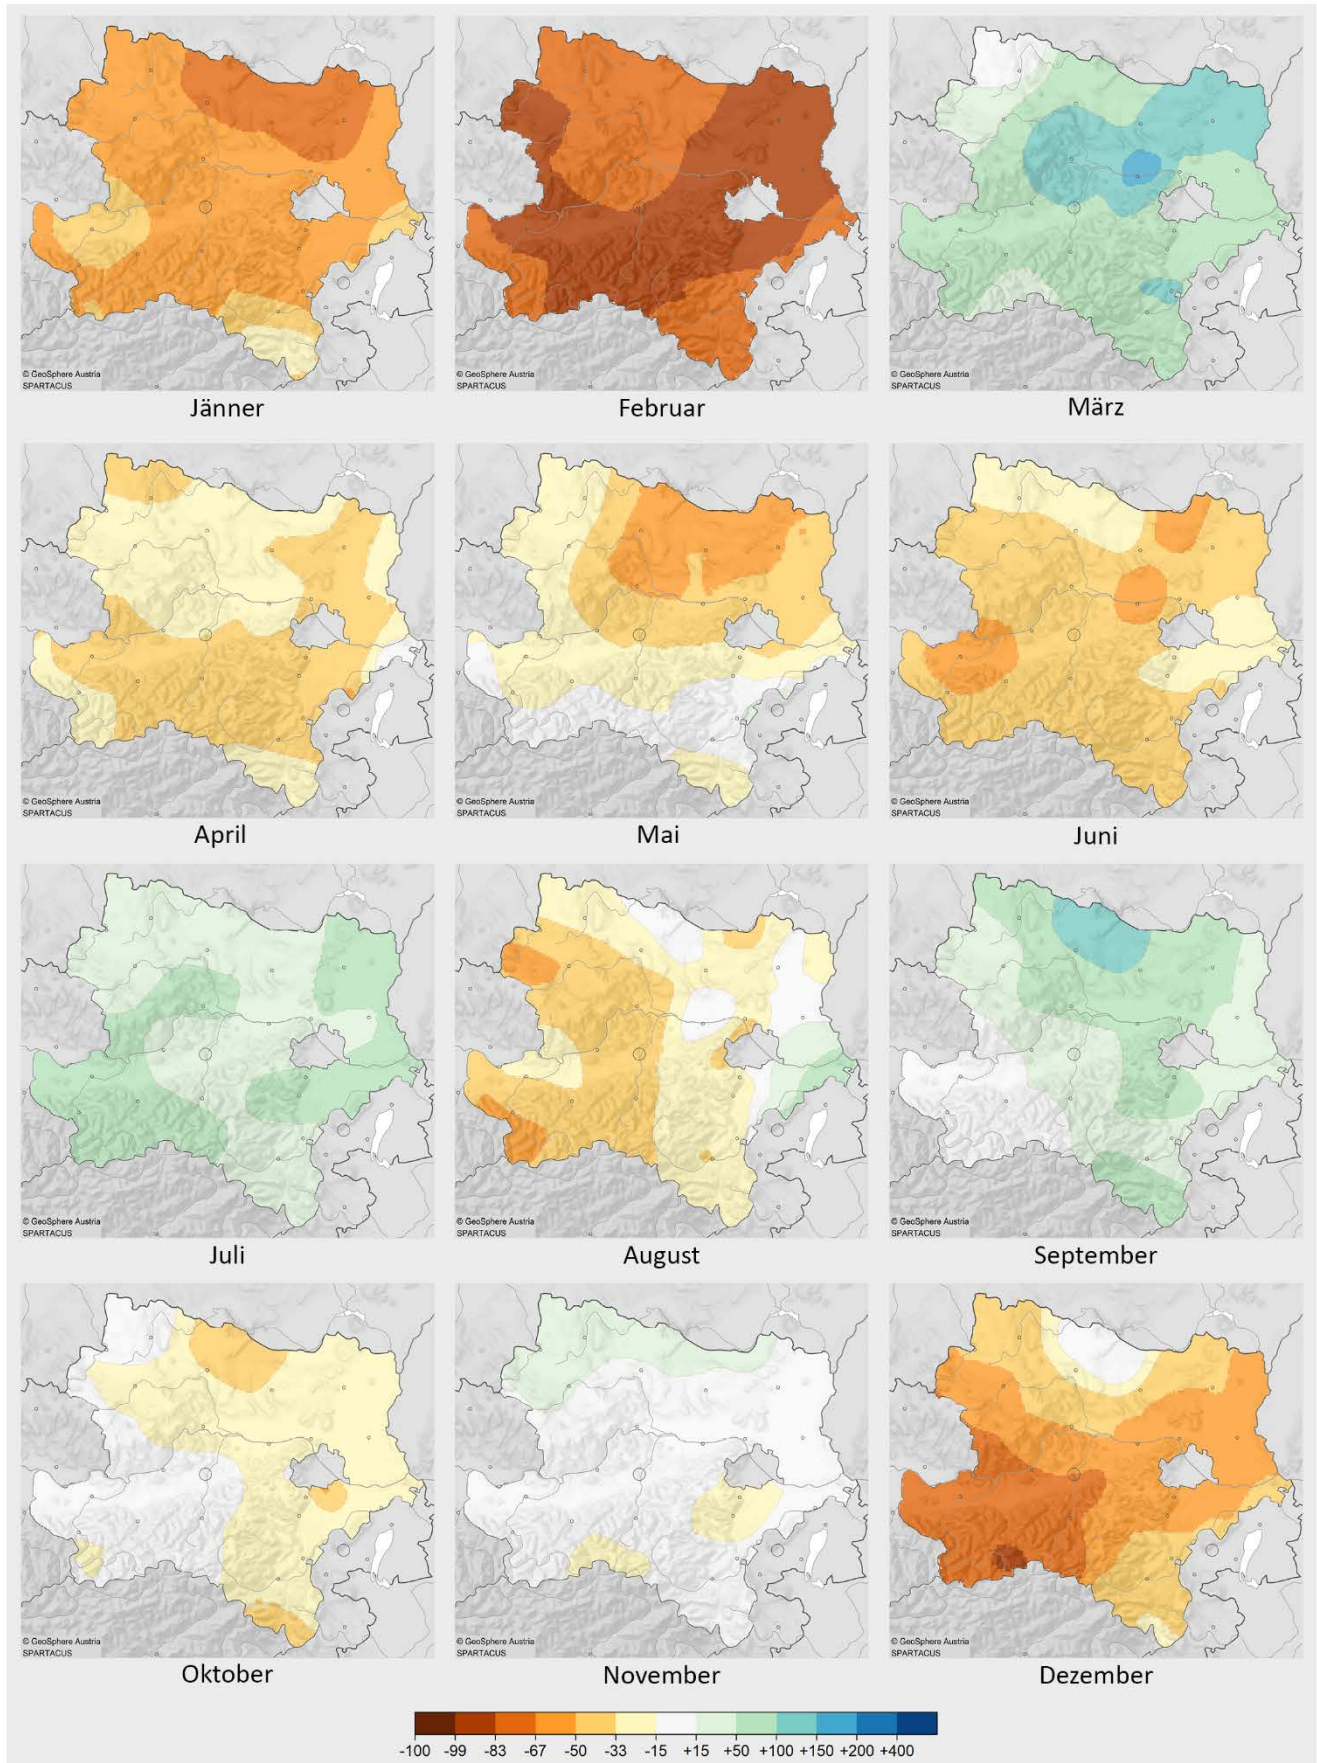 © GeoSphere Austria
SPARTACUS
Jänner
© GeoSphere Austria
SPARTACUS
Februar
© GeoSphere Austria
SPARTACUS
März
© GeoSphere Austria
SPARTACUS
April
© GeoSphere Austria
SPARTACUS
Mai
© GeoSphere Austria
SPARTACUS
Juni
© GeoSphere Austria
SPARTACUS
Juli
© GeoSphere Austria
SPARTACUS
August
© GeoSphere Austria
SPARTACUS
September
© GeoSphere Austria
SPARTACUS
Oktober
© GeoSphere Austria
SPARTACUS
November
© GeoSphere Austria
SPARTACUS
Dezember
-100 -99 -83 -67 -50 -33 -15 +15 +50 +100 +150 +200 +400